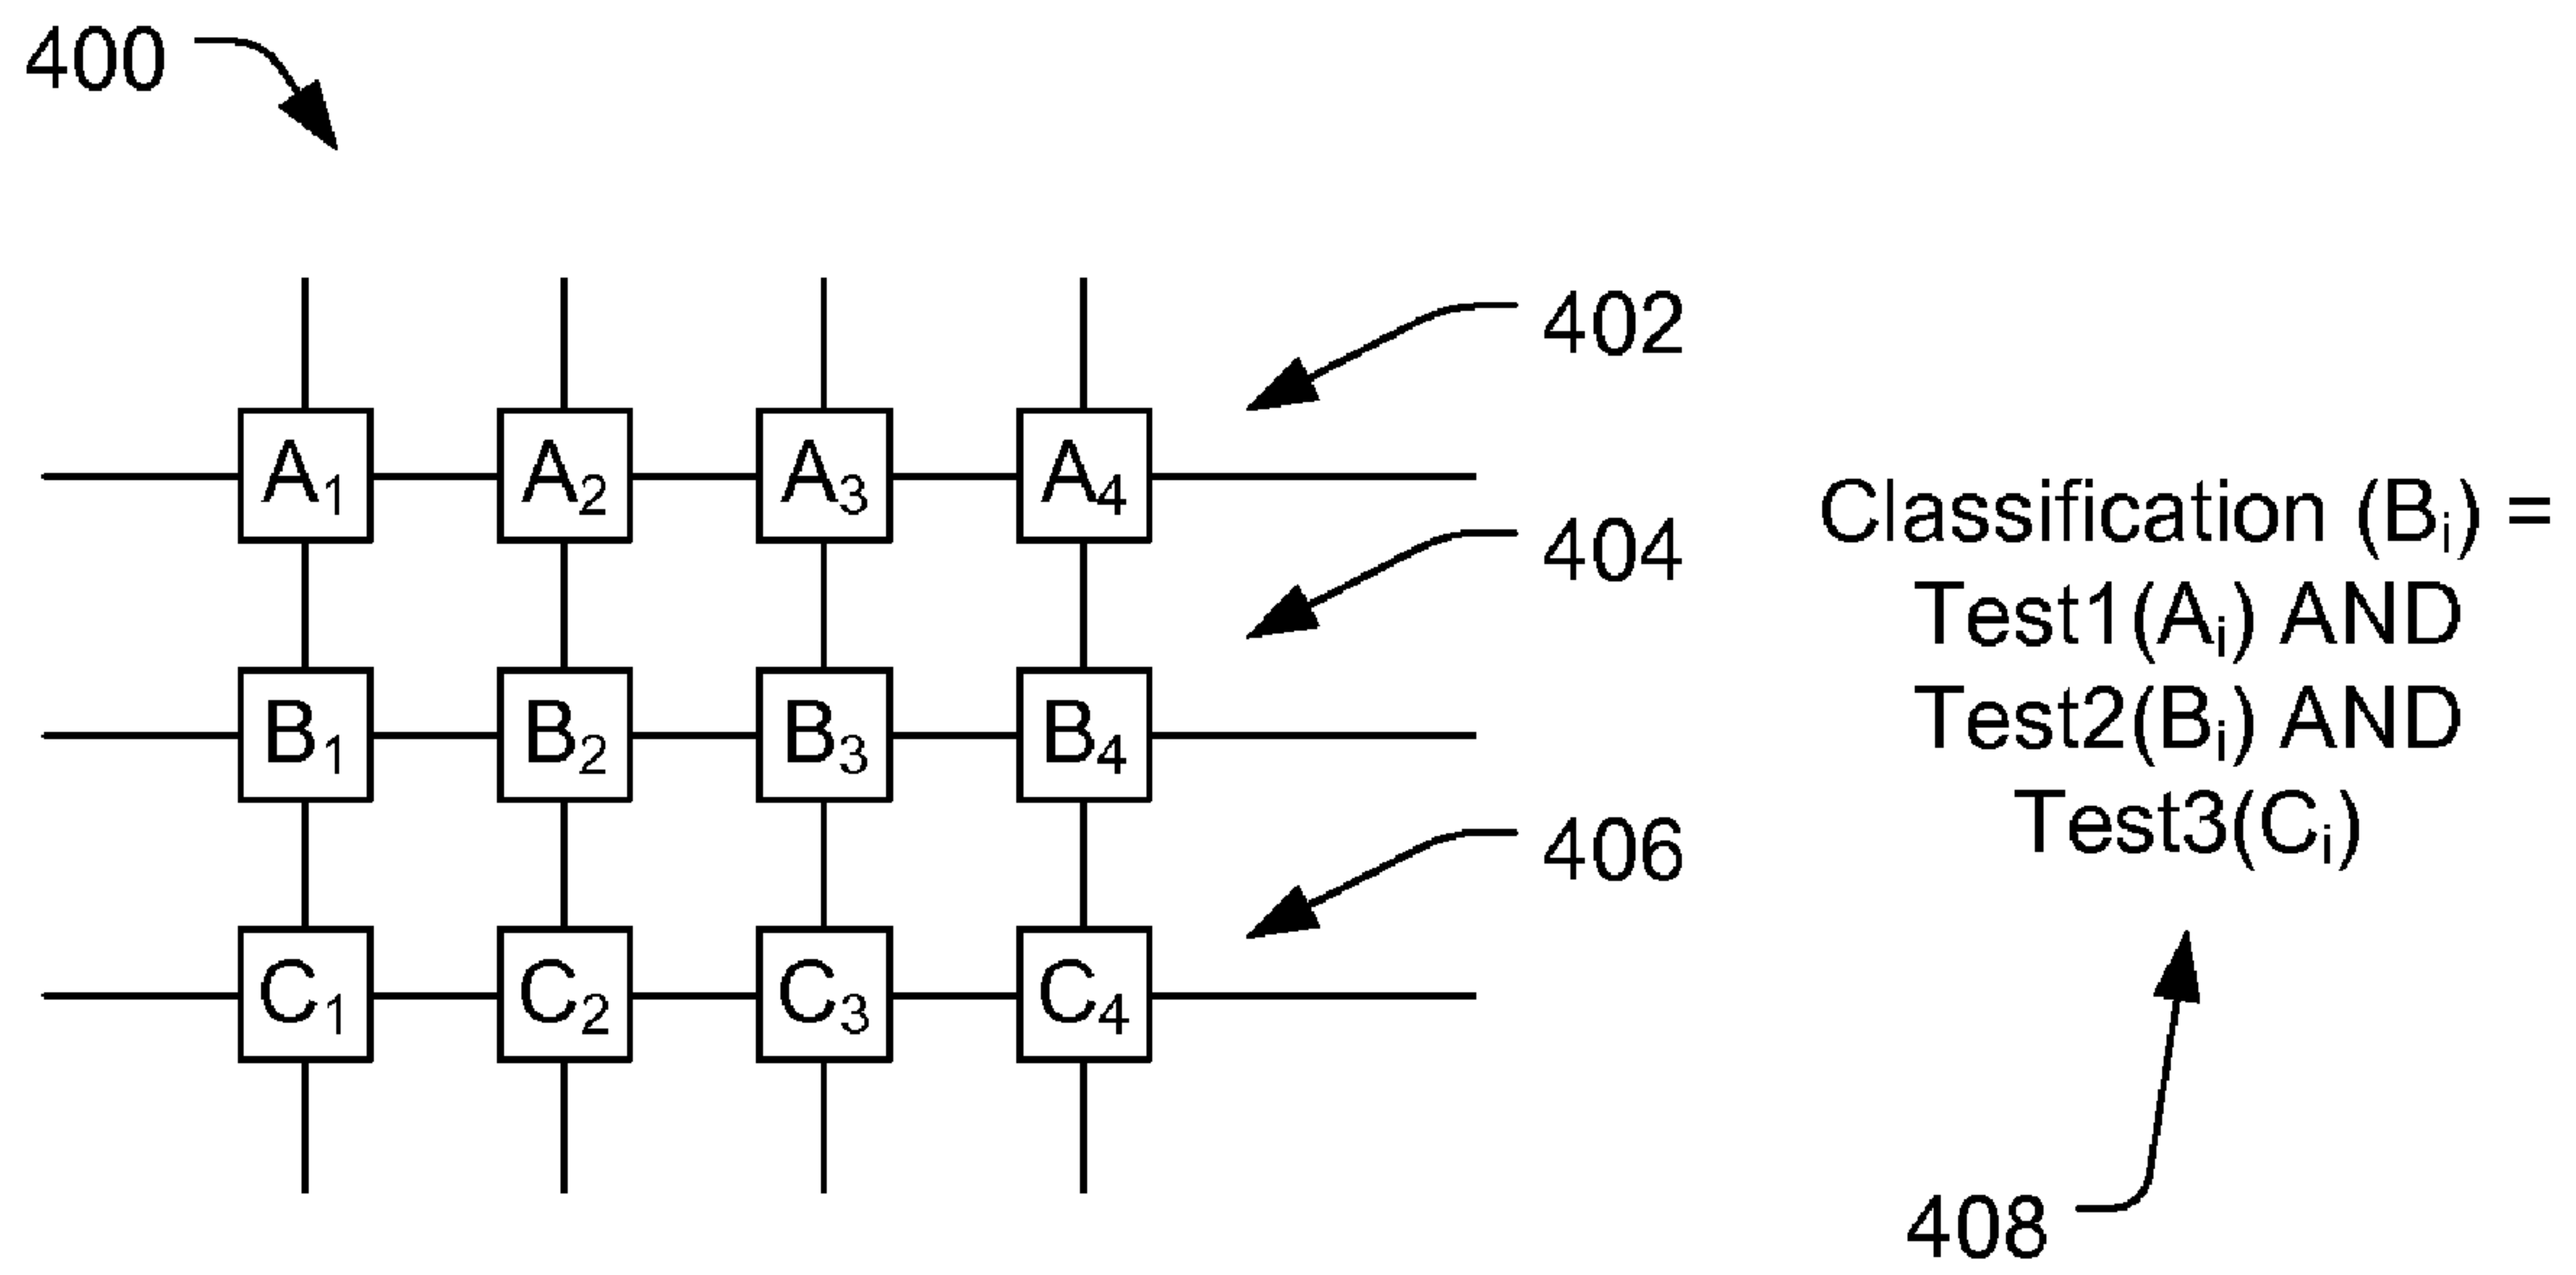 400
402
A1 A2 A3 A4
404
B1 B2 B3 B4
406
C1 C2 C3 C4
Classification (Bi) =
Test1(Ai) AND
Test2(Bi) AND
Test3(Ci)
408